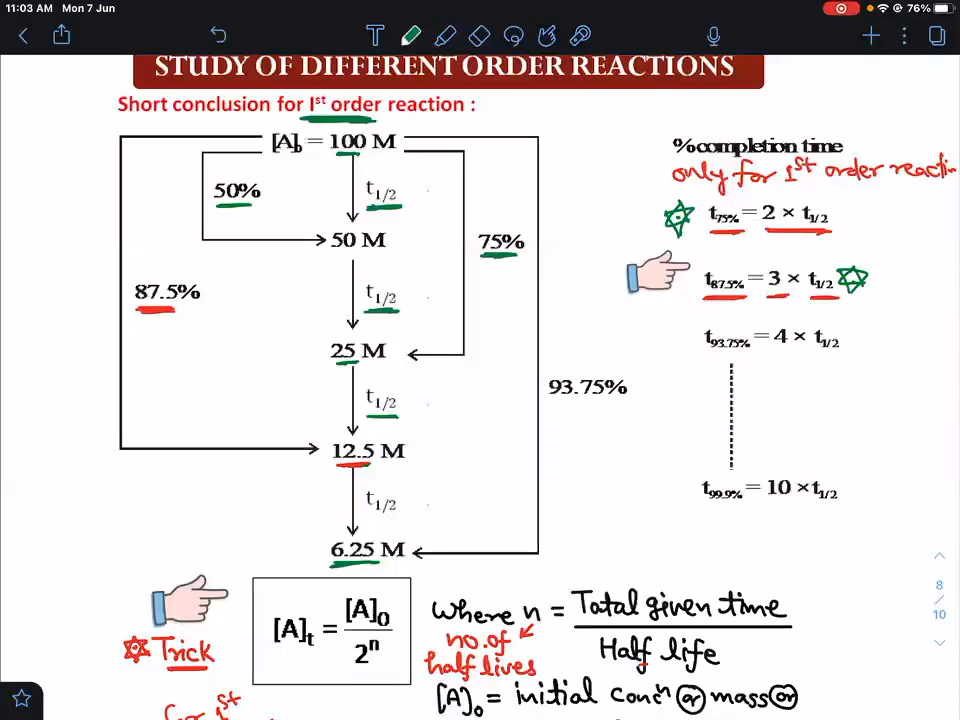 11:03 AM Mon 7 Jun
76%
STUDY OF DIFFERENT ORDER REACTIONS
Short conclusion for Iˢᵗ order reaction :
[A]₀ = 100 M
50%
t₁/₂
50 M
75%
87.5%
t₁/₂
25 M
93.75%
t₁/₂
12.5 M
t₁/₂
6.25 M
%completion time
only for 1ˢᵗ order reacti
t₇₅% = 2 × t₁/₂
t₈₇.₅% = 3 × t₁/₂
t₉₃.₇₅% = 4 × t₁/₂
t₉₉.₉% = 10 × t₁/₂
8
/
10
Trick
[A]ₜ = [A]₀ / 2ⁿ
Where n = Total given time / Half life
no. of
half lives
[A]₀ = initial concⁿ or mass or
for 1ˢᵗ